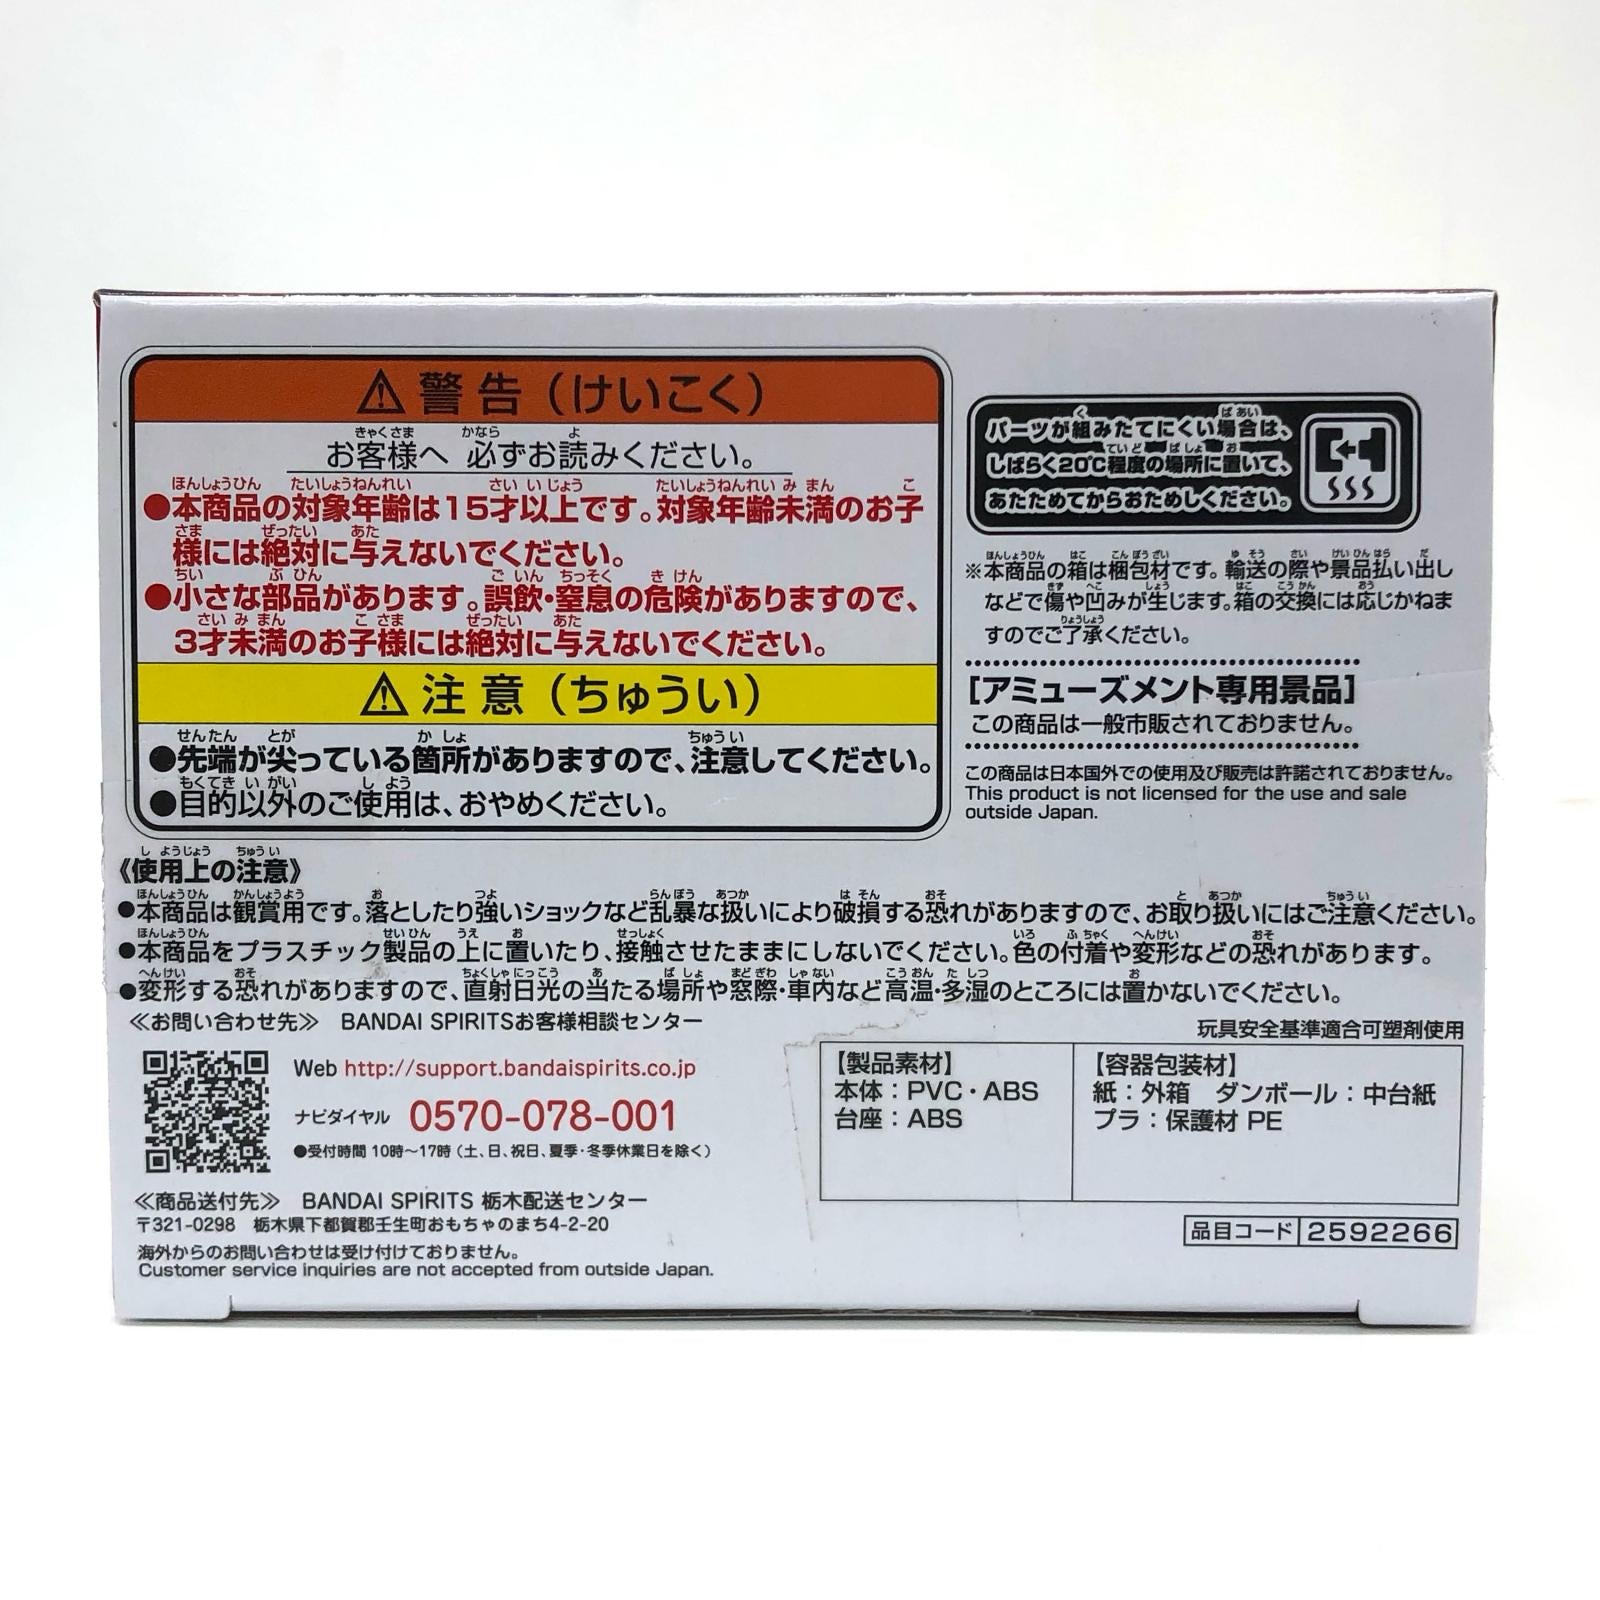 ⚠警告(けいこく)
お客様へ 必ずお読みください。
●本商品の対象年齢は15才以上です。対象年齢未満のお子
様には絶対に与えないでください。
●小さな部品があります。誤飲・窒息の危険がありますので、
3才未満のお子様には絶対に与えないでください。
⚠注意(ちゅうい)
●先端が尖っている箇所がありますので、注意してください。
●目的以外のご使用は、おやめください。
パーツが組みたてにくい場合は、
しばらく20℃程度の場所に置いて、
あたためてからおためしください。
※本商品の箱は梱包材です。輸送の際や景品払い出し
などで傷や凹みが生じます。箱の交換には応じかねま
すのでご了承ください。
[アミューズメント専用景品]
この商品は一般市販されておりません。
この商品は日本国外での使用及び販売は許諾されておりません。
This product is not licensed for the use and sale
outside Japan.
《使用上の注意》
●本商品は観賞用です。落としたり強いショックなど乱暴な扱いにより破損する恐れがありますので、お取り扱いにはご注意ください。
●本商品をプラスチック製品の上に置いたり、接触させたままにしないでください。色の付着や変形などの恐れがあります。
●変形する恐れがありますので、直射日光の当たる場所や窓際・車内など高温・多湿のところには置かないでください。
≪お問い合わせ先≫ BANDAI SPIRITSお客様相談センター
Web http://support.bandaispirits.co.jp
ナビダイヤル 0570-078-001
●受付時間 10時～17時(土、日、祝日、夏季・冬季休業日を除く)
≪商品送付先≫ BANDAI SPIRITS 栃木配送センター
〒321-0298 栃木県下都賀郡壬生町おもちゃのまち4-2-20
海外からのお問い合わせは受け付けておりません。
Customer service inquiries are not accepted from outside Japan.
玩具安全基準適合可塑剤使用
【製品素材】
本体：PVC・ABS
台座：ABS
【容器包装材】
紙：外箱 ダンボール：中台紙
プラ：保護材 PE
品目コード 2592266